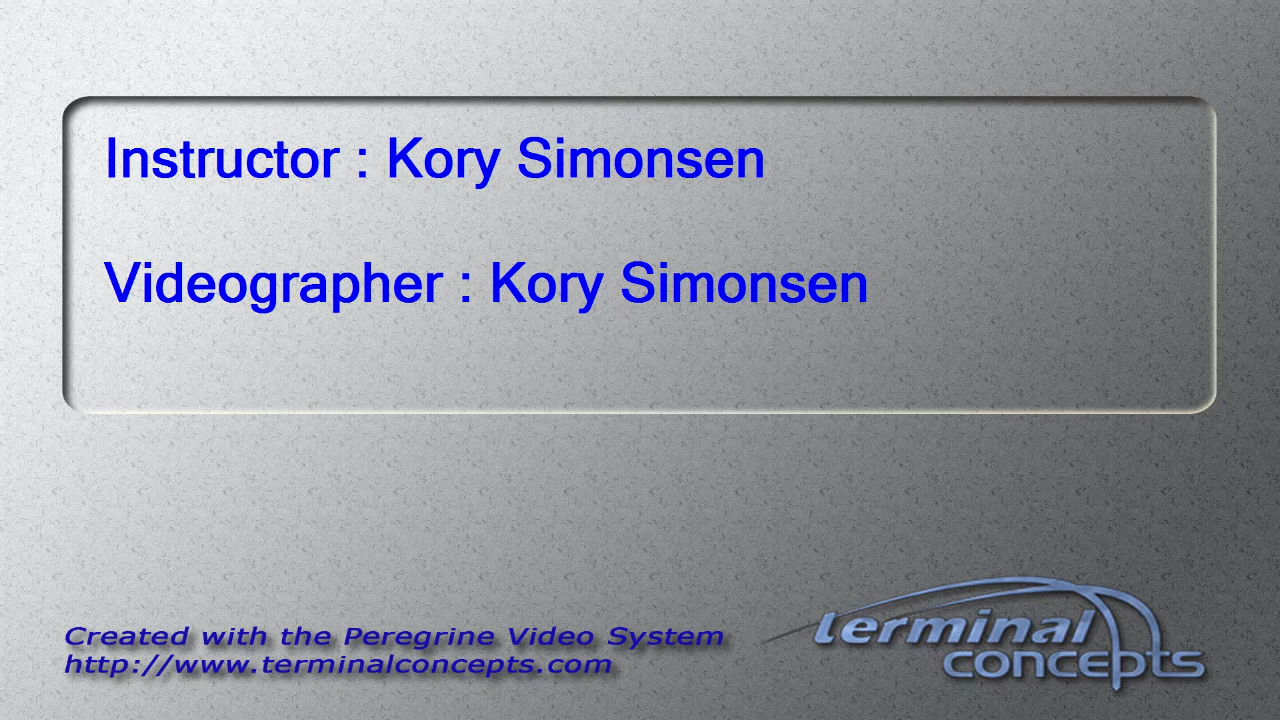 Instructor : Kory Simonsen
Videographer : Kory Simonsen
Created with the Peregrine Video System
http://www.terminalconcepts.com
terminal
concepts